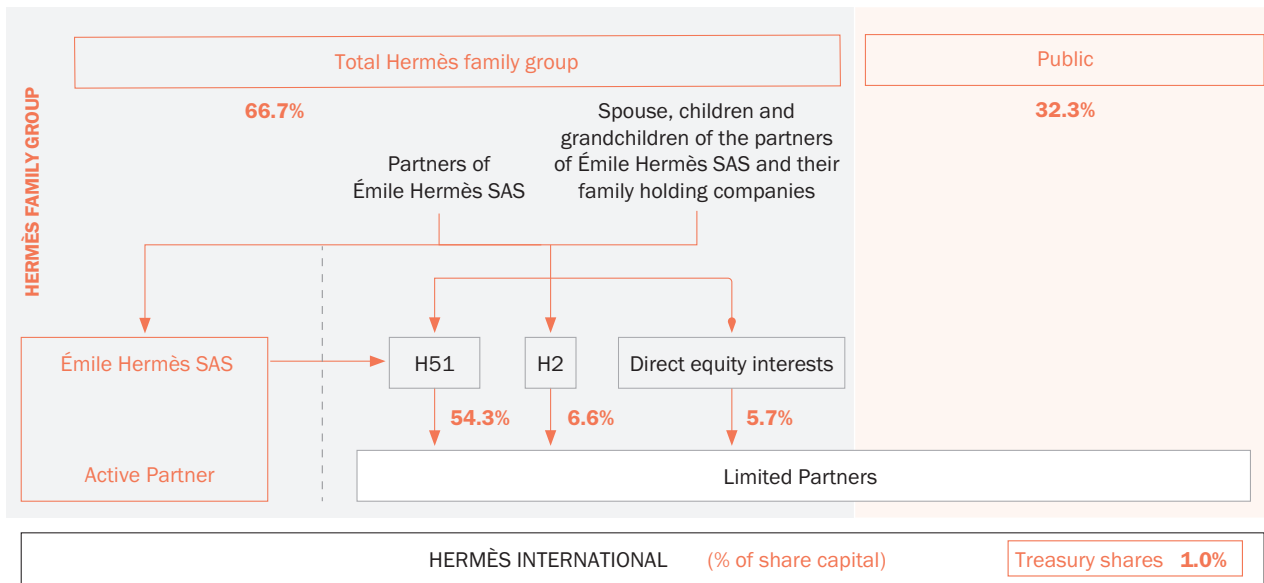 HERMÈS FAMILY GROUP
Total Hermès family group
Public
66.7%
32.3%
Spouse, children and
grandchildren of the partners
of Émile Hermès SAS and their
family holding companies
Partners of
Émile Hermès SAS
Émile Hermès SAS
H51
H2
Direct equity interests
54.3%
6.6%
5.7%
Active Partner
Limited Partners
HERMÈS INTERNATIONAL (% of share capital)
Treasury shares 1.0%